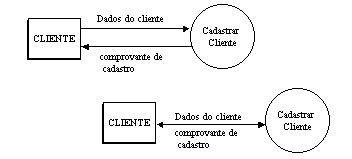 Dados do cliente
CLIENTE
Cadastrar
Cliente
comprovante de
cadastro
CLIENTE
Dados do cliente
comprovante de
cadastro
Cadastrar
Cliente